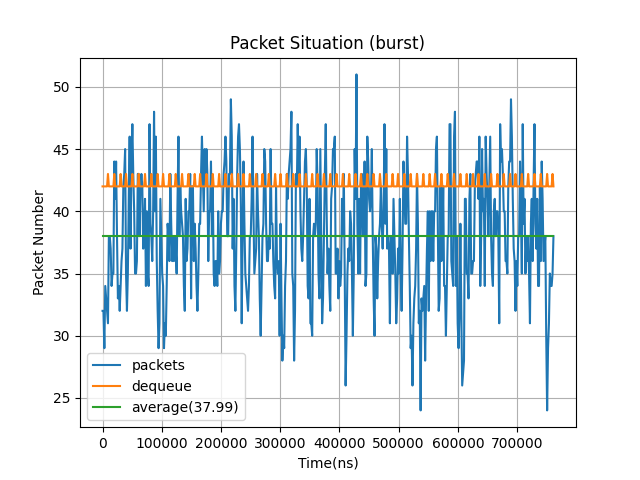 Packet Situation (burst)
50
45
40
35
30
25
Packet Number
packets
dequeue
average(37.99)
0 100000 200000 300000 400000 500000 600000 700000
Time(ns)